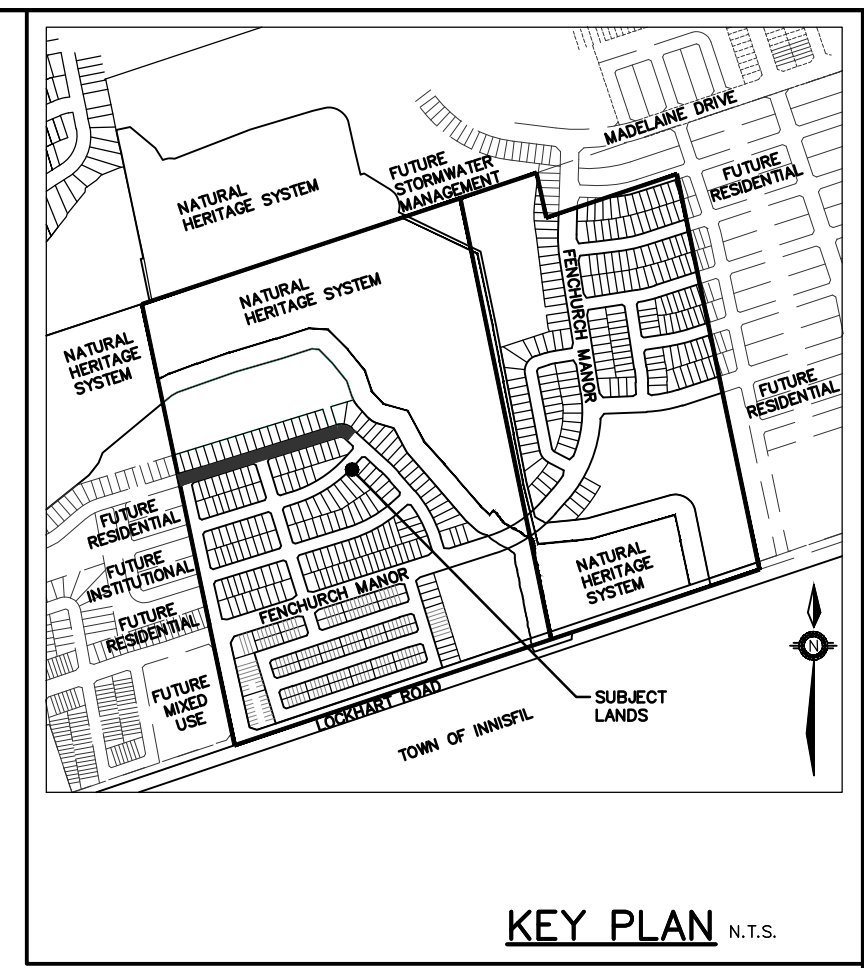 MADELAINE DRIVE
FUTURE
STORMWATER
MANAGEMENT
FUTURE
RESIDENTIAL
NATURAL
HERITAGE SYSTEM
NATURAL
HERITAGE SYSTEM
FENCHURCH MANOR
NATURAL
HERITAGE
SYSTEM
FUTURE
RESIDENTIAL
FUTURE
RESIDENTIAL
FUTURE
INSTITUTIONAL
FUTURE
RESIDENTIAL
FENCHURCH MANOR
NATURAL
HERITAGE
SYSTEM
N
FUTURE
MIXED
USE
LOCKHART ROAD
SUBJECT
LANDS
TOWN OF INNISFIL
KEY PLAN N.T.S.